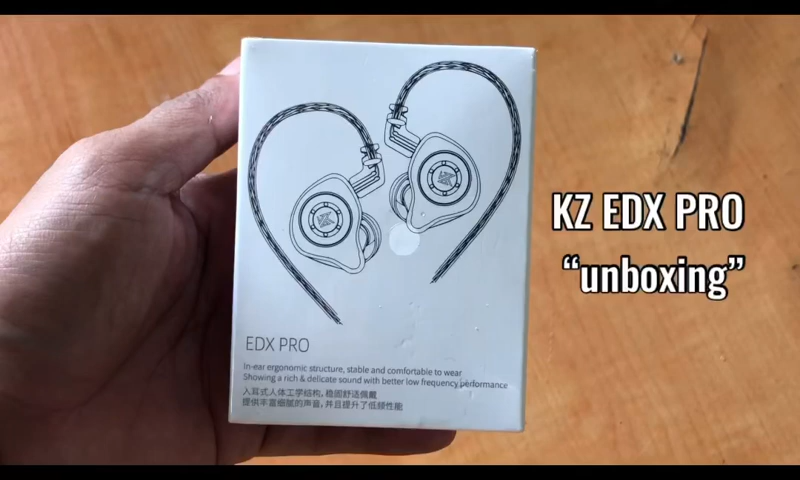 KZ EDX PRO
“unboxing”
KZ
KZ
EDX PRO
In-ear ergonomic structure, stable and comfortable to wear
Showing a rich & delicate sound with better low frequency performance
入耳式人体工学结构，稳固舒适佩戴
提供丰富细腻的声音，并且提升了低频性能